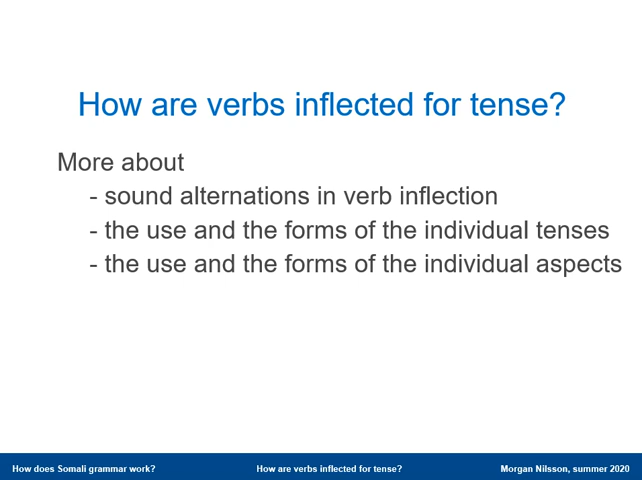 How are verbs inflected for tense?
More about
- sound alternations in verb inflection
- the use and the forms of the individual tenses
- the use and the forms of the individual aspects
How does Somali grammar work? How are verbs inflected for tense? Morgan Nilsson, summer 2020